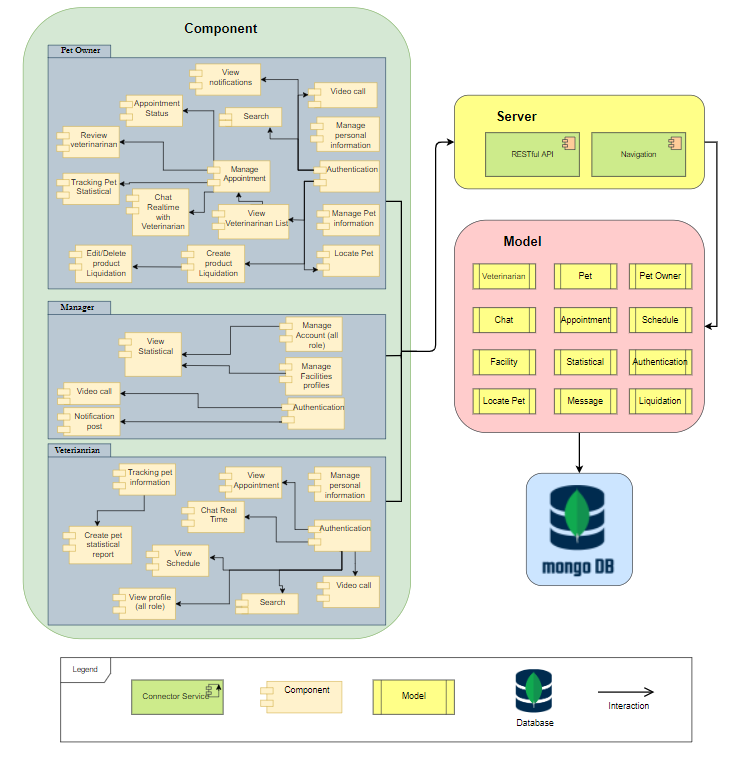 Component
Pet Owner
View
notifications
Video call
Appointment
Status
Search
Manage
personal
information
Review
veterinarinan
Manage
Appointment
Authentication
Tracking Pet
Statistical
Chat
Realtime
with
Veterinarian
View
Veterinarinan List
Manage Pet
information
Edit/Delete
product
Liquidation
Create
product
Liquidation
Locate Pet
Manager
View
Statistical
Manage
Account (all
role)
Manage
Facilities
profiles
Video call
Authentication
Notification
post
Veterianrian
Tracking pet
information
View
Appointment
Manage
personal
information
Chat Real
Time
Authentication
Create pet
statistical
report
View
Schedule
View profile
(all role)
Search
Video call
Server
RESTful API
Navigation
Model
Veterinarian
Pet
Pet Owner
Chat
Appointment
Schedule
Facility
Statistical
Authentication
Locate Pet
Message
Liquidation
mongo DB
Legend
Connector Service
Component
Model
Database
Interaction